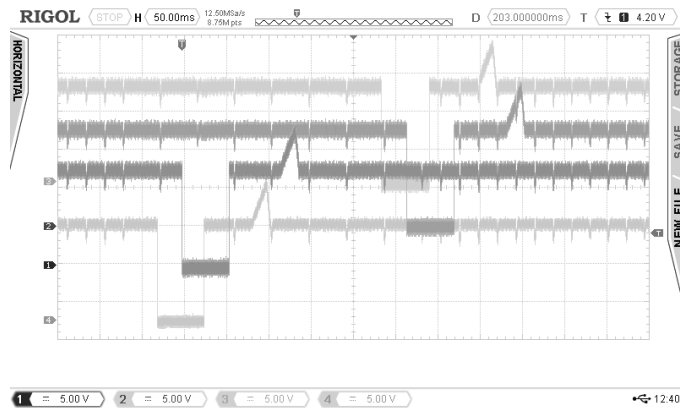 RIGOL STOP H 50.00ms 12.50MSa/s 8.75M pts D 203.000000ms T 1 4.20 V
T
HORIZONTAL
STORAGE
SAVE
NEW FILE
3
2
T
1
4
1 = 5.00 V 2 = 5.00 V 3 = 5.00 V 4 = 5.00 V 12:40